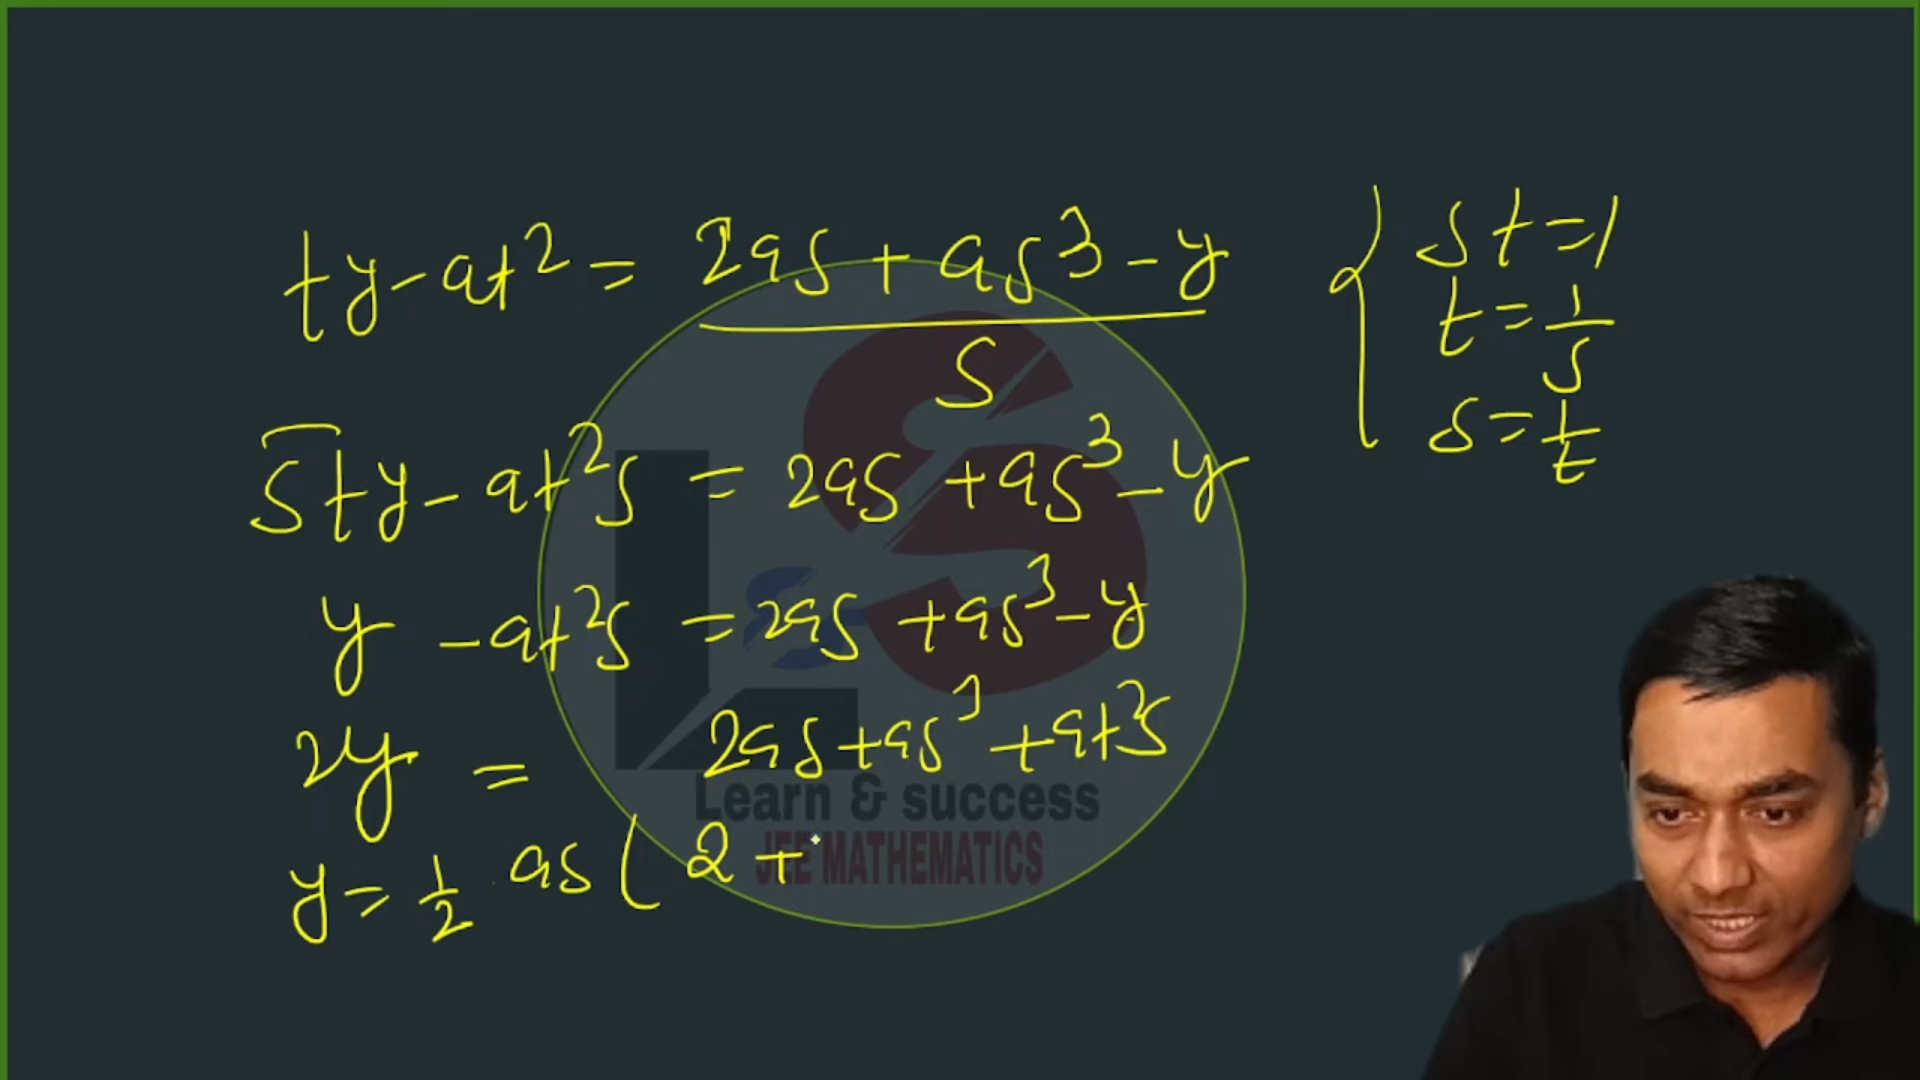 ty-at² = 2as + as³ - y
s
sty - at²s = 2as + as³ - y
y - at²s = 2as + as³ - y
2y = 2as + as³ + at²s
y = 1/2 as ( 2 +
st = 1
t = 1/s
s = 1/t
Learn & success
JEE MATHEMATICS